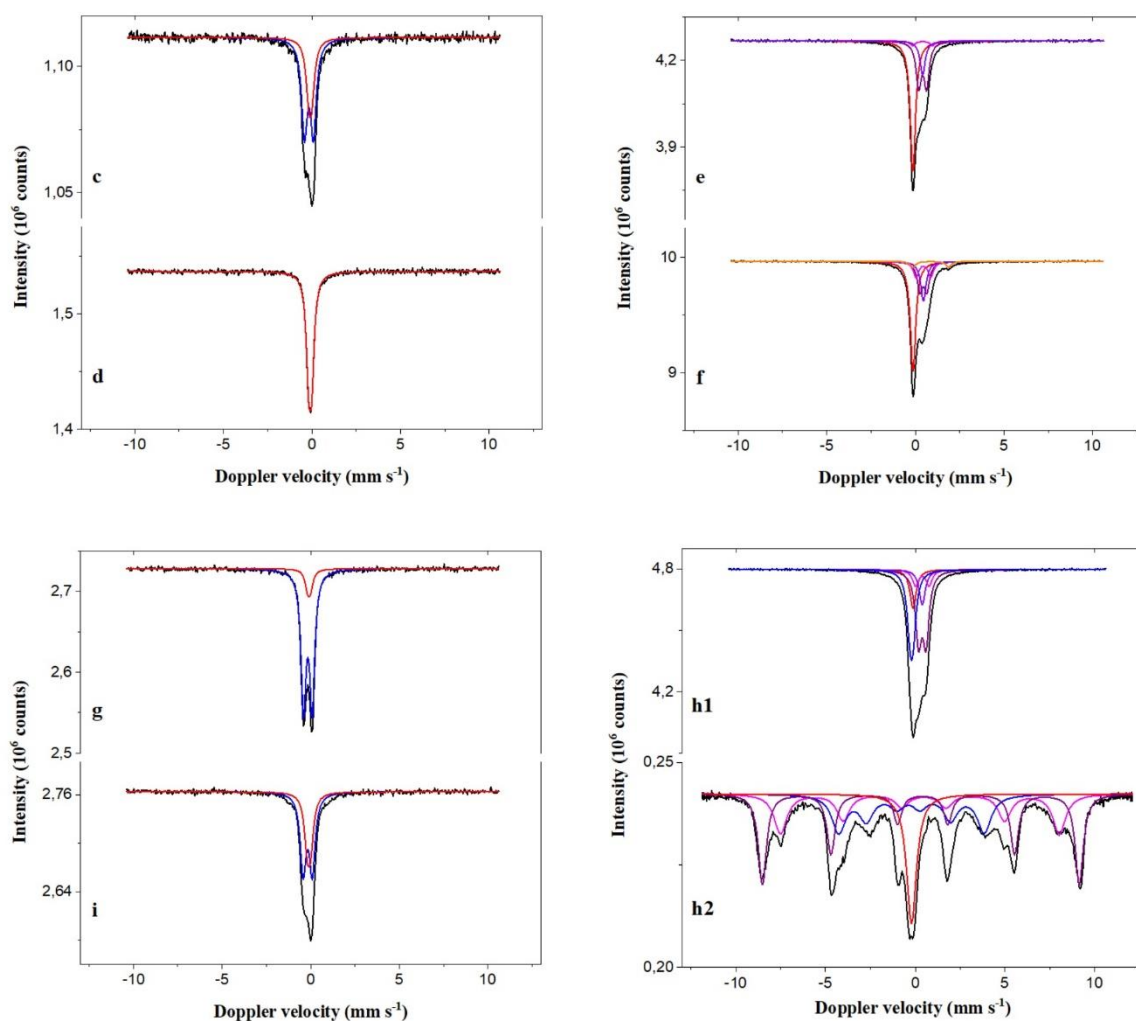 1,10
c
1,05
1,5
d
1,4
-10 -5 0 5 10
Intensity (10⁶ counts)
Doppler velocity (mm s⁻¹)
4,2
3,9
e
10
9
f
-10 -5 0 5 10
Intensity (10⁶ counts)
Doppler velocity (mm s⁻¹)
2,7
2,6
g
2,5
2,76
2,64
i
-10 -5 0 5 10
Intensity (10⁶ counts)
Doppler velocity (mm s⁻¹)
4,8
4,2
h1
0,25
h2
0,20
-10 -5 0 5 10
Intensity (10⁶ counts)
Doppler velocity (mm s⁻¹)